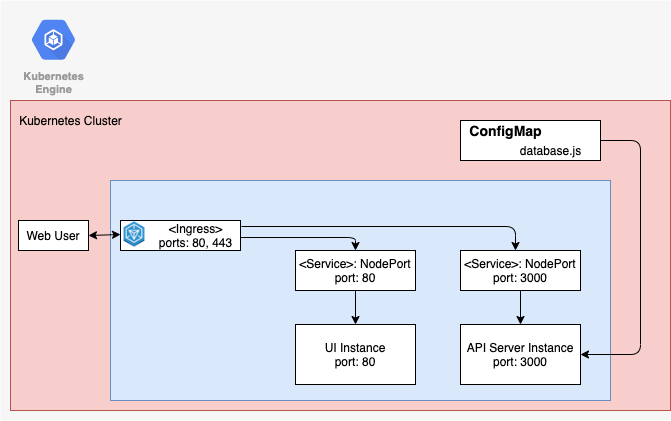 Kubernetes
Engine
Kubernetes Cluster
ConfigMap
database.js
Web User
<Ingress>
ports: 80, 443
<Service>: NodePort
port: 80
<Service>: NodePort
port: 3000
UI Instance
port: 80
API Server Instance
port: 3000